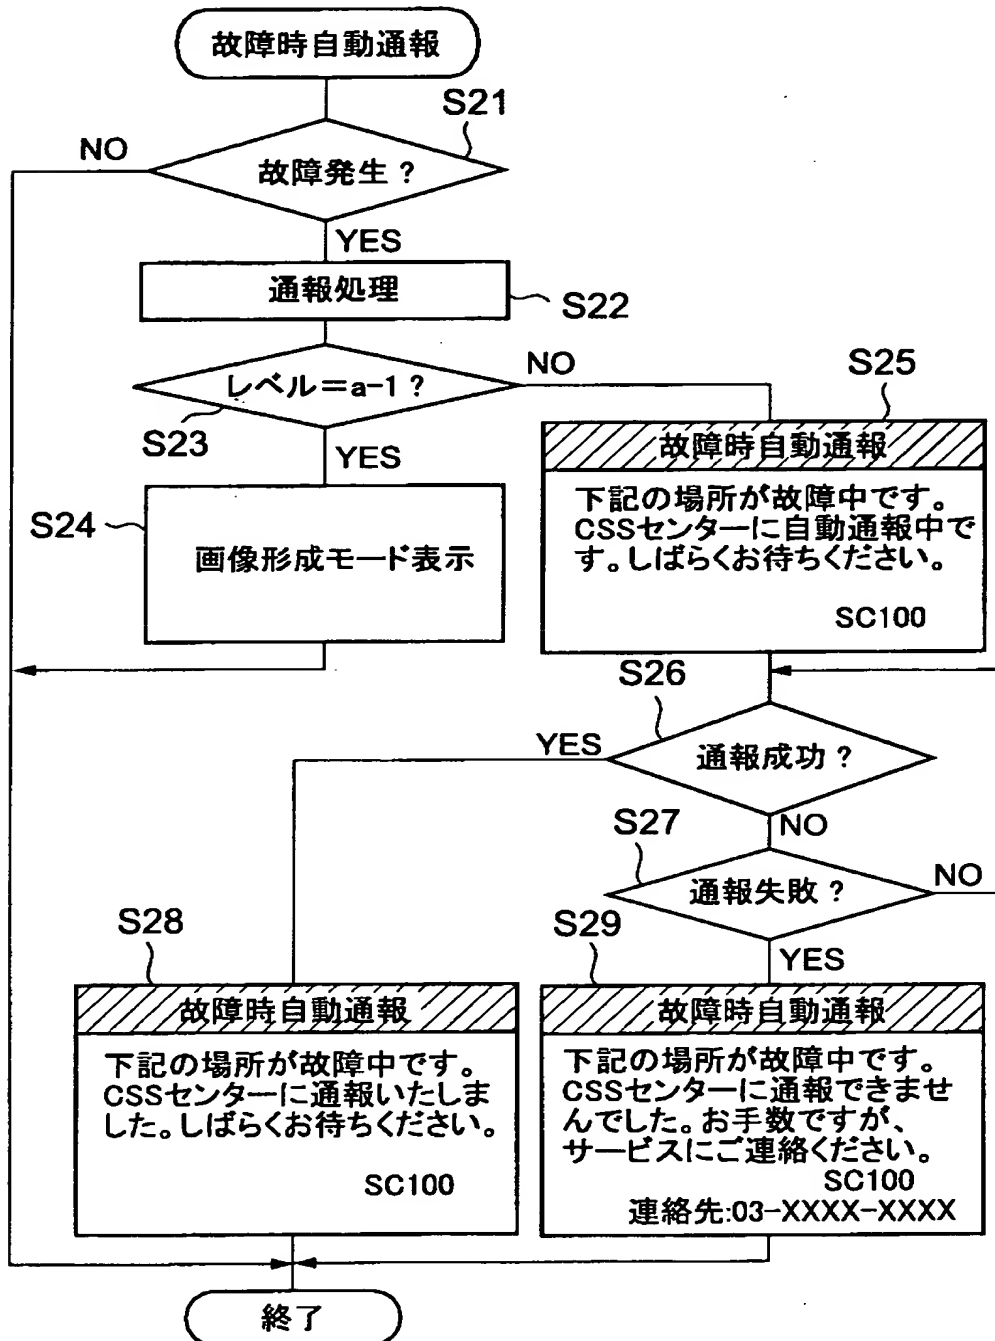 故障時自動通報
S21
NO
故障発生?
YES
通報処理
S22
レベル=a-1?
NO
S23
YES
S24
画像形成モード表示
S25
故障時自動通報
下記の場所が故障中です。
CSSセンターに自動通報中で
す。しばらくお待ちください。
SC100
S26
YES
通報成功?
NO
S27
通報失敗?
NO
YES
S28
故障時自動通報
下記の場所が故障中です。
CSSセンターに通報いたしま
した。しばらくお待ちください。
SC100
S29
故障時自動通報
下記の場所が故障中です。
CSSセンターに通報できませ
んでした。お手数ですが、
サービスにご連絡ください。
SC100
連絡先:03-XXXX-XXXX
終了